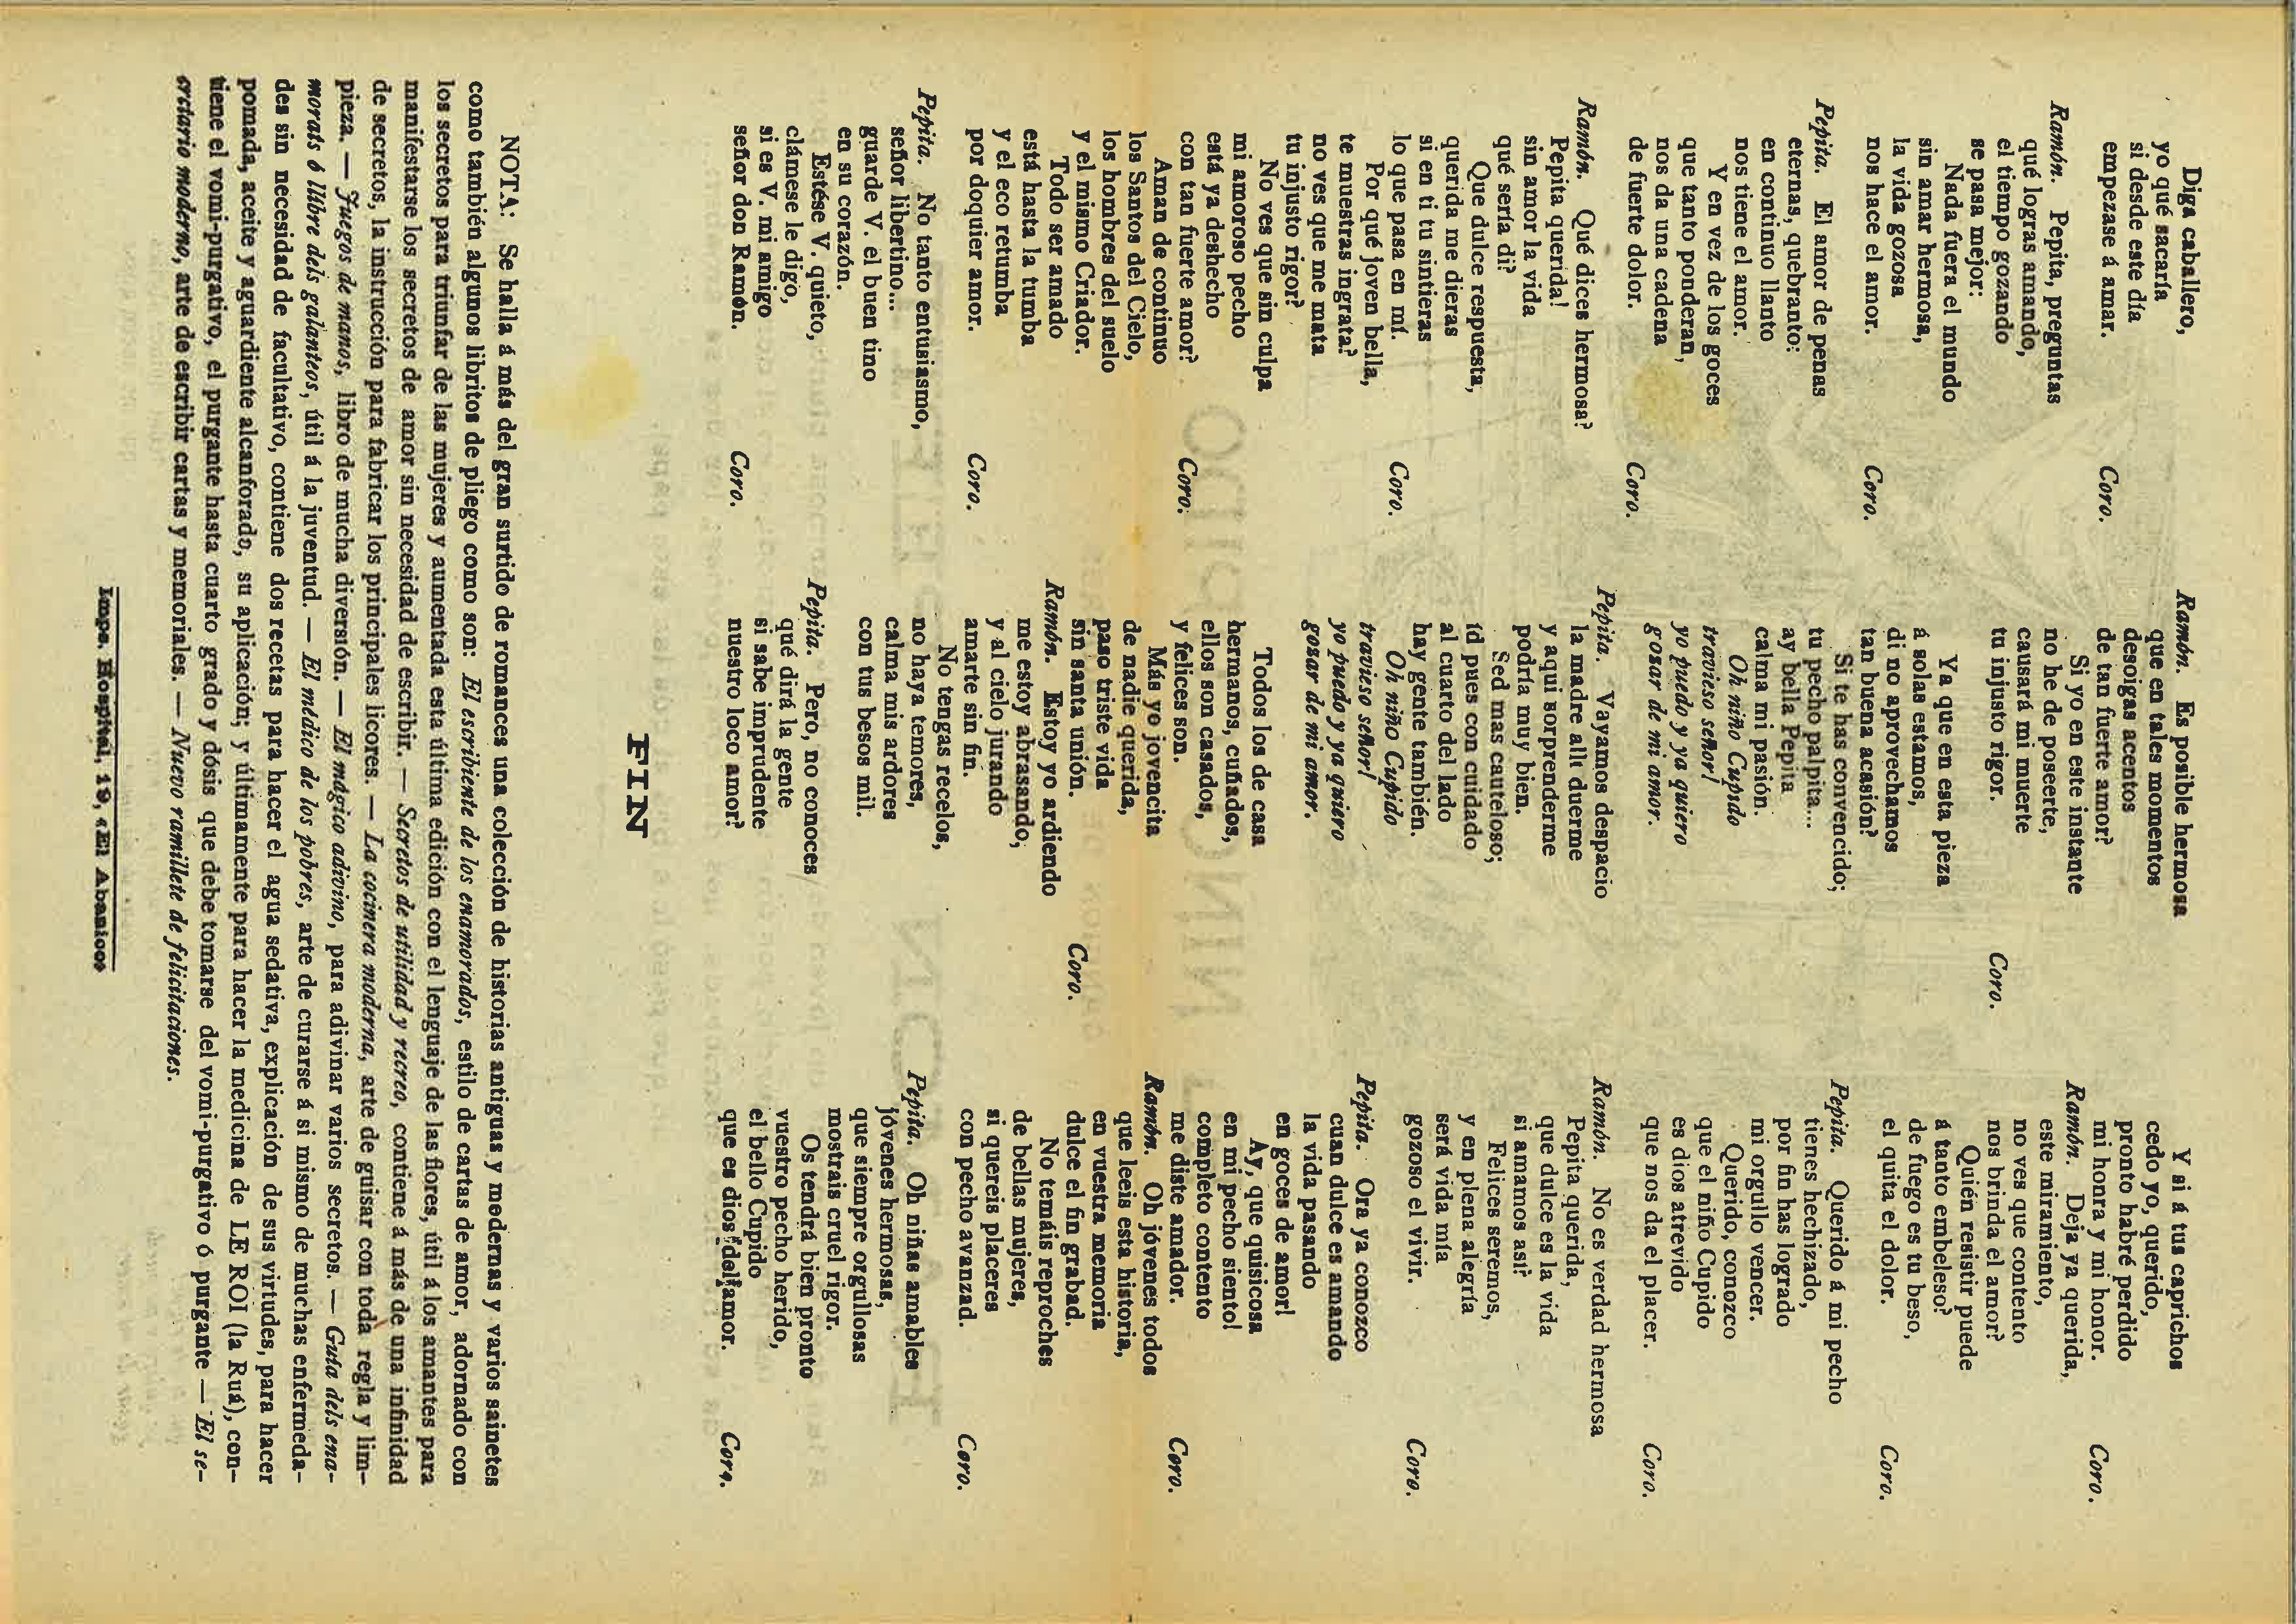 Diga caballero,
yo qué sacaría
si desde este día
empezase á amar. Coro.
Ramón. Pepita, preguntas
qué logras amando,
el tiempo gozando
se pasa mejor:
Nada fuera el mundo
sin amar hermosa,
la vida gozosa
nos hace el amor. Coro.
Pepita. El amor de penas
eternas, quebranto:
en continuo llanto
nos tiene el amor.
Y en vez de los goces
que tanto ponderan,
nos da una cadena
de fuerte dolor. Coro.
Ramón. Qué dices hermosa?
Pepita querida!
sin amor la vida
qué sería di?
Que dulce respuesta,
querida me dieras
si en ti tu sintieras
lo que pasa en mí. Coro.
Por qué joven bella,
te muestras ingrata?
no ves que me mata
tu injusto rigor?
No ves que sin culpa
mi amoroso pecho
está ya deshecho
con tan fuerte amor? Coro.
Aman de continuo
los Santos del Cielo,
los hombres del suelo
y el mismo Criador.
Todo ser amado
está hasta la tumba
y el eco retumba
por doquier amor. Coro.
Pepita. No tanto entusiasmo,
señor libertino...
guarde V. el buen tino
en su corazón.
Estése V. quieto,
clámese le digo,
si es V. mi amigo
señor don Ramón. Coro.
Ramón. Es posible hermosa
que en tales momentos
desoigas acentos
de tan fuerte amor?
Si yo en este instante
no he de poseerte,
causará mi muerte
tu injusto rigor. Coro.
Ya que en esta pieza
á solas estamos,
di no aprovechamos
tan buena acasión?
Si te has convencido;
tu pecho palpita...
ay bella Pepita
calma mi pasión.
Oh niño Cupido
travieso señor!
yo puedo y ya quiero
gozar de mi amor.
Pepita. Vayamos despacio
la madre allí duerme
y aqui sorprenderme
podría muy bien.
Sed mas cauteloso;
íd pues con cuidado
al cuarto del lado
hay gente también.
Oh niño Cupido
travieso señor!
yo puedo y ya quiero
gozar de mi amor.
Todos los de casa
hermanos, cuñados,
ellos son casados,
y felices son.
Más yo jovencita
de nadie querida,
paso triste vida
sin santa unión. Coro.
Ramón. Estoy yo ardiendo
me estoy abrasando,
y al cielo jurando
amarte sin fin.
No tengas recelos,
no haya temores,
calma mis ardores
con tus besos mil.
Pepita. Pero, no conoces
qué dirá la gente
si sabe imprudente
nuestro loco amor?
Y si á tus caprichos
cedo yo, querido,
pronto habré perdido
mi honra y mi honor. Coro.
Ramón. Deja ya querida,
este miramiento,
no ves que contento
nos brinda el amor?
Quién resistir puede
á tanto embeleso?
de fuego es tu beso,
el quita el dolor. Coro.
Pepita. Querido á mi pecho
tienes hechizado,
por fin has logrado
mi orgullo vencer.
Querido, conozco
que el niño Cupido
es dios atrevido
que nos da el placer. Coro.
Ramón. No es verdad hermosa
Pepita querida,
que dulce es la vida
si amamos así?
Felices seremos,
y en plena alegría
será vida mía
gozoso el vivir. Coro.
Pepita. Ora ya conozco
cuan dulce es amando
la vida pasando
en goces de amor!
Ay, que quisicosa
en mi pecho siento!
completo contento
me diste amador. Coro.
Ramón. Oh jóvenes todos
que leeis esta historia,
en vuestra memoria
dulce el fin grabad.
No temáis reproches
de bellas mujeres,
si quereis placeres
con pecho avanzad. Coro.
Pepita. Oh niñas amables
jóvenes hermosas,
que siempre orgullosas
mostrais cruel rigor.
Os tendrá bien pronto
vuestro pecho herido,
el bello Cupido
que es dios del amor. Coro.
FIN
NOTA: Se halla á más del gran surtido de romances una colección de historias antiguas y modernas y varios sainetes
como también algunos libritos de pliego como son: El escribiente de los enamorados, estilo de cartas de amor, adornado con
los secretos para triunfar de las mujeres y aumentada esta última edición con el lenguaje de las flores, útil á los amantes para
manifestarse los secretos de amor sin necesidad de escribir. — Secretos de utilidad y recreo, contiene á más de una infinidad
de secretos, la instrucción para fabricar los principales licores. — La cocinera moderna, arte de guisar con toda regla y lim-
pieza. — Juegos de manos, libro de mucha diversión. — El mágico adivino, para adivinar varios secretos. — Guía dels ena-
morats ó llibre dels galanteos, útil á la juventud. — El médico de los pobres, arte de curarse á si mismo de muchas enfermeda-
des sin necesidad de facultativo, contiene dos recetas para hacer el agua sedativa, explicación de sus virtudes, para hacer
pomada, aceite y aguardiente alcanforado, su aplicación; y últimamente para hacer la medicina de LE ROI (la Ruá), con-
tiene el vomi-purgativo, el purgante hasta cuarto grado y dósis que debe tomarse del vomi-purgativo ó purgante — El se-
cretario moderno, arte de escribir cartas y memoriales. — Nuevo ramillete de felicitaciones.
Imps. Hospital, 19, «El Abanico»